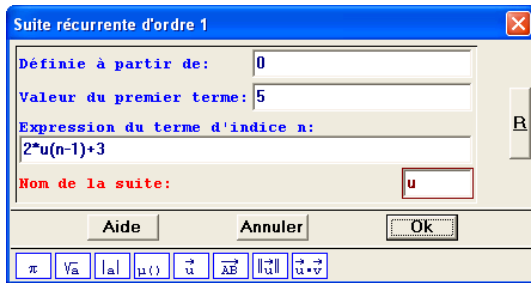 Suite récurrente d'ordre 1
Définie à partir de: 0
Valeur du premier terme: 5
Expression du terme d'indice n:
2*u(n-1)+3
Nom de la suite: u
R
Aide Annuler Ok
π √a |a| μ() u⃗ AB⃗ ||u⃗|| u⃗•v⃗